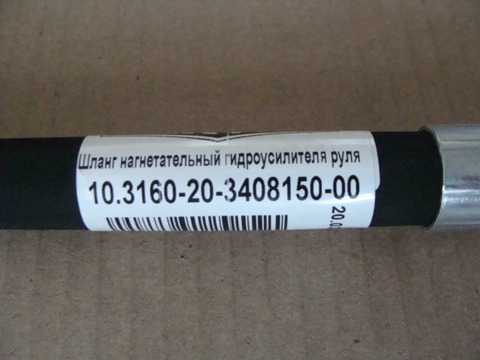 Шланг нагнетательный гидроусилителя руля
10.3160-20-3408150-00